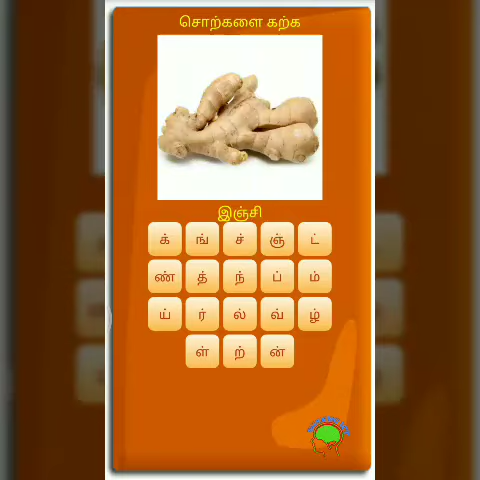 சொற்களை கற்க
இஞ்சி
க் ங் ச் ஞ் ட்
ண் த் ந் ப் ம்
ய் ர் ல் வ் ழ்
ள் ற் ன்